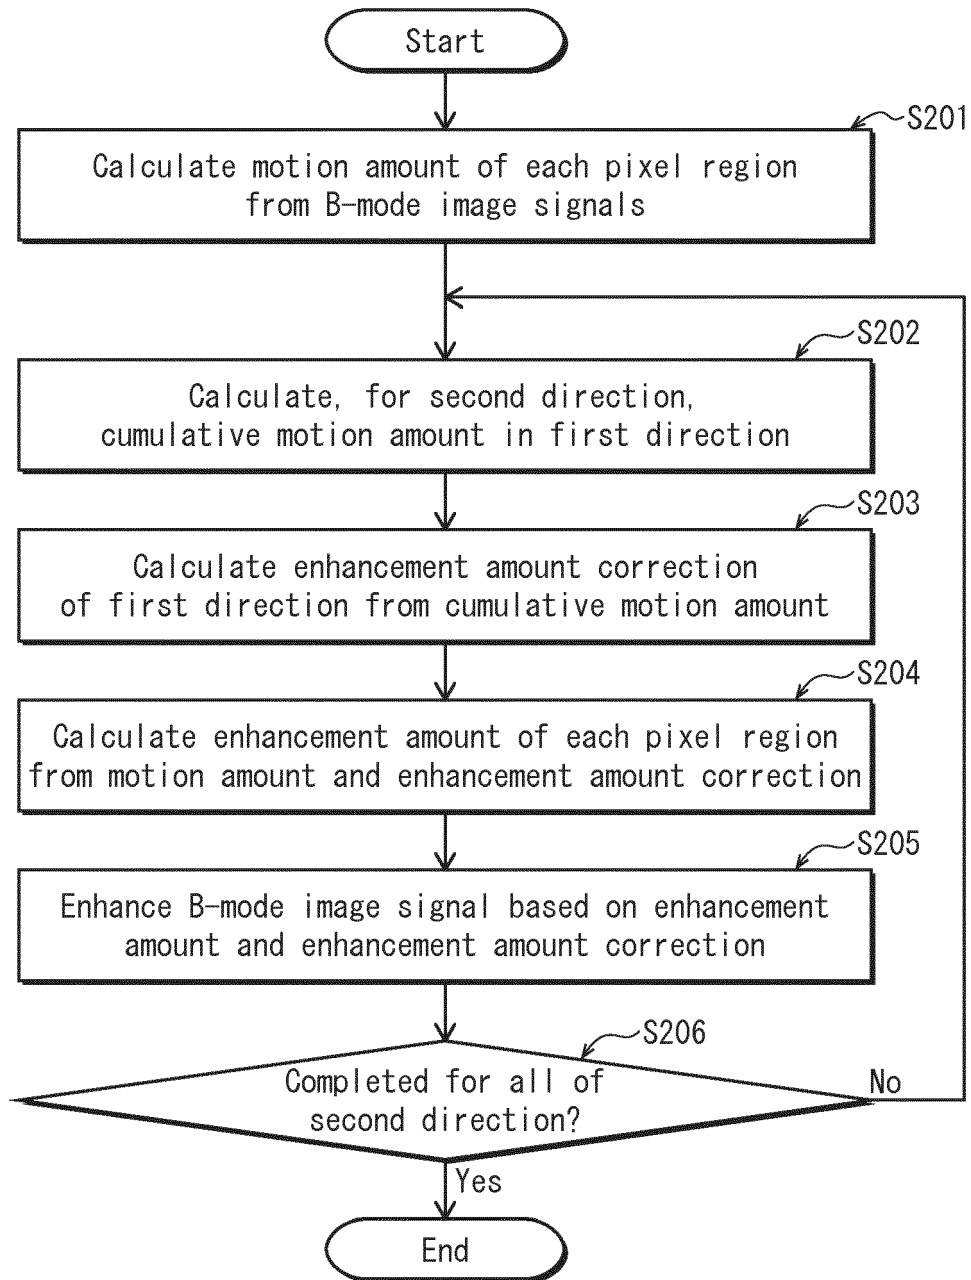 Start
S201
Calculate motion amount of each pixel region
from B-mode image signals
S202
Calculate, for second direction,
cumulative motion amount in first direction
S203
Calculate enhancement amount correction
of first direction from cumulative motion amount
S204
Calculate enhancement amount of each pixel region
from motion amount and enhancement amount correction
S205
Enhance B-mode image signal based on enhancement
amount and enhancement amount correction
S206
Completed for all of
second direction?
No
Yes
End